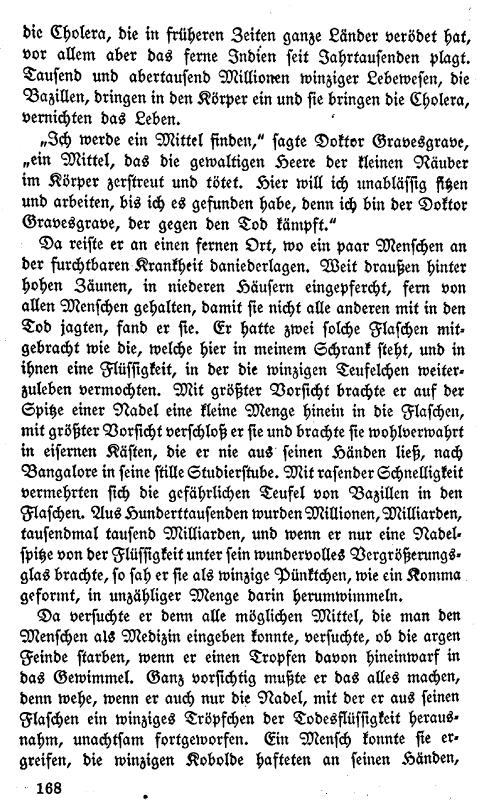 die Cholera, die in früheren Zeiten ganze Länder verödet hat,
vor allem aber das ferne Indien seit Jahrtausenden plagt.
Tausend und abertausend Millionen winziger Lebewesen, die
Bazillen, dringen in den Körper ein und sie bringen die Cholera,
vernichten das Leben.
„Ich werde ein Mittel finden,“ sagte Doktor Gravesgrave,
„ein Mittel, das die gewaltigen Heere der kleinen Räuber
im Körper zerstreut und tötet. Hier will ich unablässig sitzen
und arbeiten, bis ich es gefunden habe, denn ich bin der Doktor
Gravesgrave, der gegen den Tod kämpft.“
Da reiste er an einen fernen Ort, wo ein paar Menschen an
der furchtbaren Krankheit daniederlagen. Weit draußen hinter
hohen Zäunen, in niederen Häusern eingepfercht, fern von
allen Menschen gehalten, damit sie nicht alle anderen mit in den
Tod jagten, fand er sie. Er hatte zwei solche Flaschen mit-
gebracht wie die, welche hier in meinem Schrank steht, und in
ihnen eine Flüssigkeit, in der die winzigen Teufelchen weiter-
zuleben vermochten. Mit größter Vorsicht brachte er auf der
Spitze einer Nadel eine kleine Menge hinein in die Flaschen,
mit größter Vorsicht verschloß er sie und brachte sie wohlverwahrt
in eisernen Kästen, die er nie aus seinen Händen ließ, nach
Bangalore in seine stille Studierstube. Mit rasender Schnelligkeit
vermehrten sich die gefährlichen Teufel von Bazillen in den
Flaschen. Aus Hunderttausenden wurden Millionen, Milliarden,
tausendmal tausend Milliarden, und wenn er nur eine Nadel-
spitze von der Flüssigkeit unter sein wundervolles Vergrößerungs-
glas brachte, so sah er sie als winzige Pünktchen, wie ein Komma
geformt, in unzähliger Menge darin herumwimmeln.
Da versuchte er denn alle möglichen Mittel, die man den
Menschen als Medizin eingeben konnte, versuchte, ob die argen
Feinde starben, wenn er einen Tropfen davon hineinwarf in
das Gewimmel. Ganz vorsichtig mußte er das alles machen,
denn wehe, wenn er auch nur die Nadel, mit der er aus seinen
Flaschen ein winziges Tröpfchen der Todesflüssigkeit heraus-
nahm, unachtsam fortgeworfen. Ein Mensch konnte sie er-
greifen, die winzigen Kobolde hafteten an seinen Händen,
168